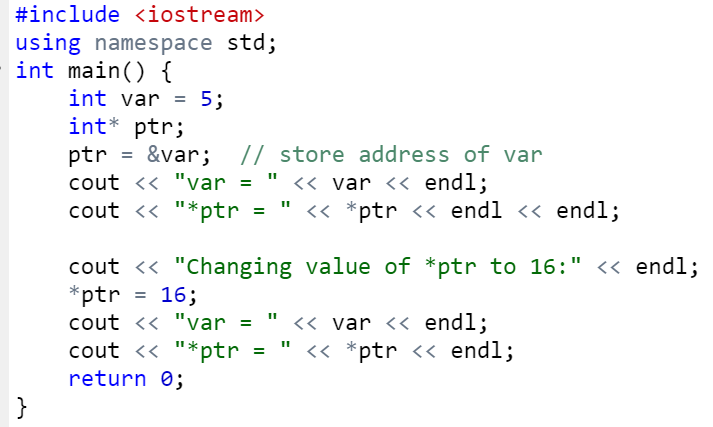 #include <iostream>
using namespace std;
int main() {
    int var = 5;
    int* ptr;
    ptr = &var;  // store address of var
    cout << "var = " << var << endl;
    cout << "*ptr = " << *ptr << endl << endl;

    cout << "Changing value of *ptr to 16:" << endl;
    *ptr = 16;
    cout << "var = " << var << endl;
    cout << "*ptr = " << *ptr << endl;
    return 0;
}